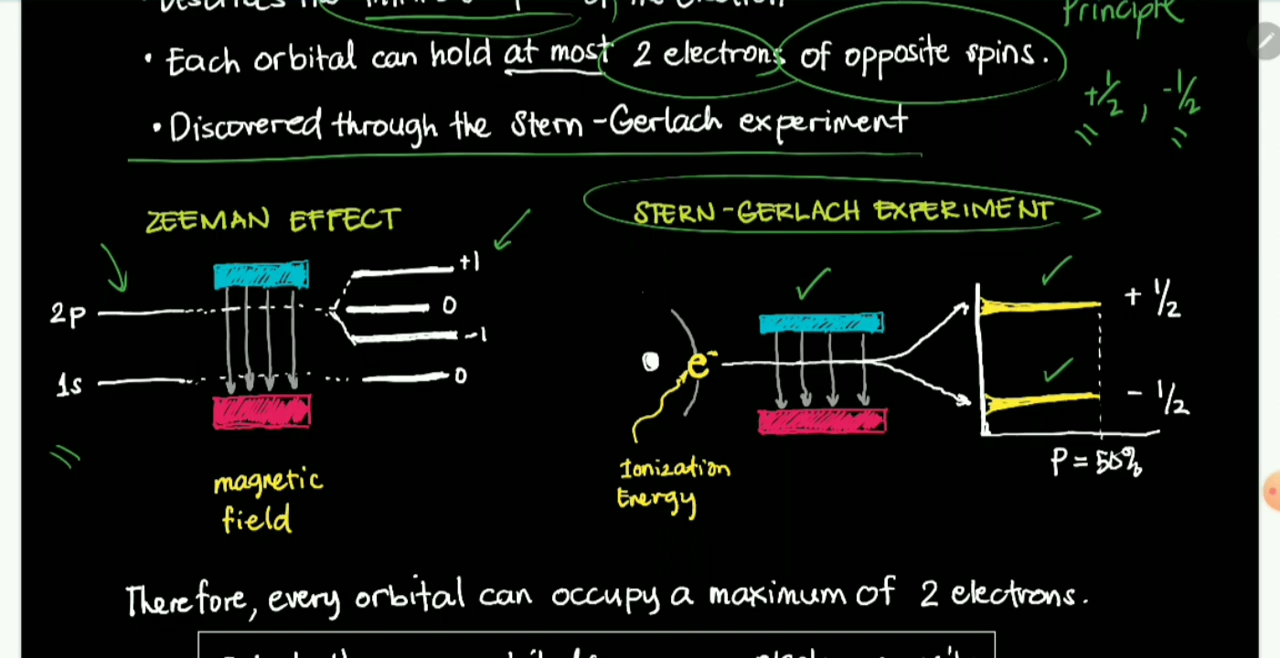 Principle
• Each orbital can hold at most 2 electrons of opposite spins.
+1/2 , -1/2
• Discovered through the Stern-Gerlach experiment
ZEEMAN EFFECT
STERN-GERLACH EXPERIMENT
+1
2p
0
-1
1s
0
magnetic
field
e⁻
+ 1/2
- 1/2
P = 50%
Ionization
Energy
Therefore, every orbital can occupy a maximum of 2 electrons.